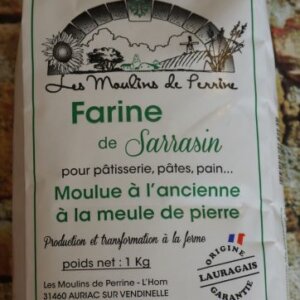 Les Moulins de Perrine
Farine
de Sarrasin
pour pâtisserie, pâtes, pain...
Moulue à l'ancienne
à la meule de pierre
Production et transformation à la ferme
poids net : 1 Kg
Les Moulins de Perrine - L'Hom
31460 AURIAC SUR VENDINELLE
ORIGINE
LAURAGAIS
GARANTIE